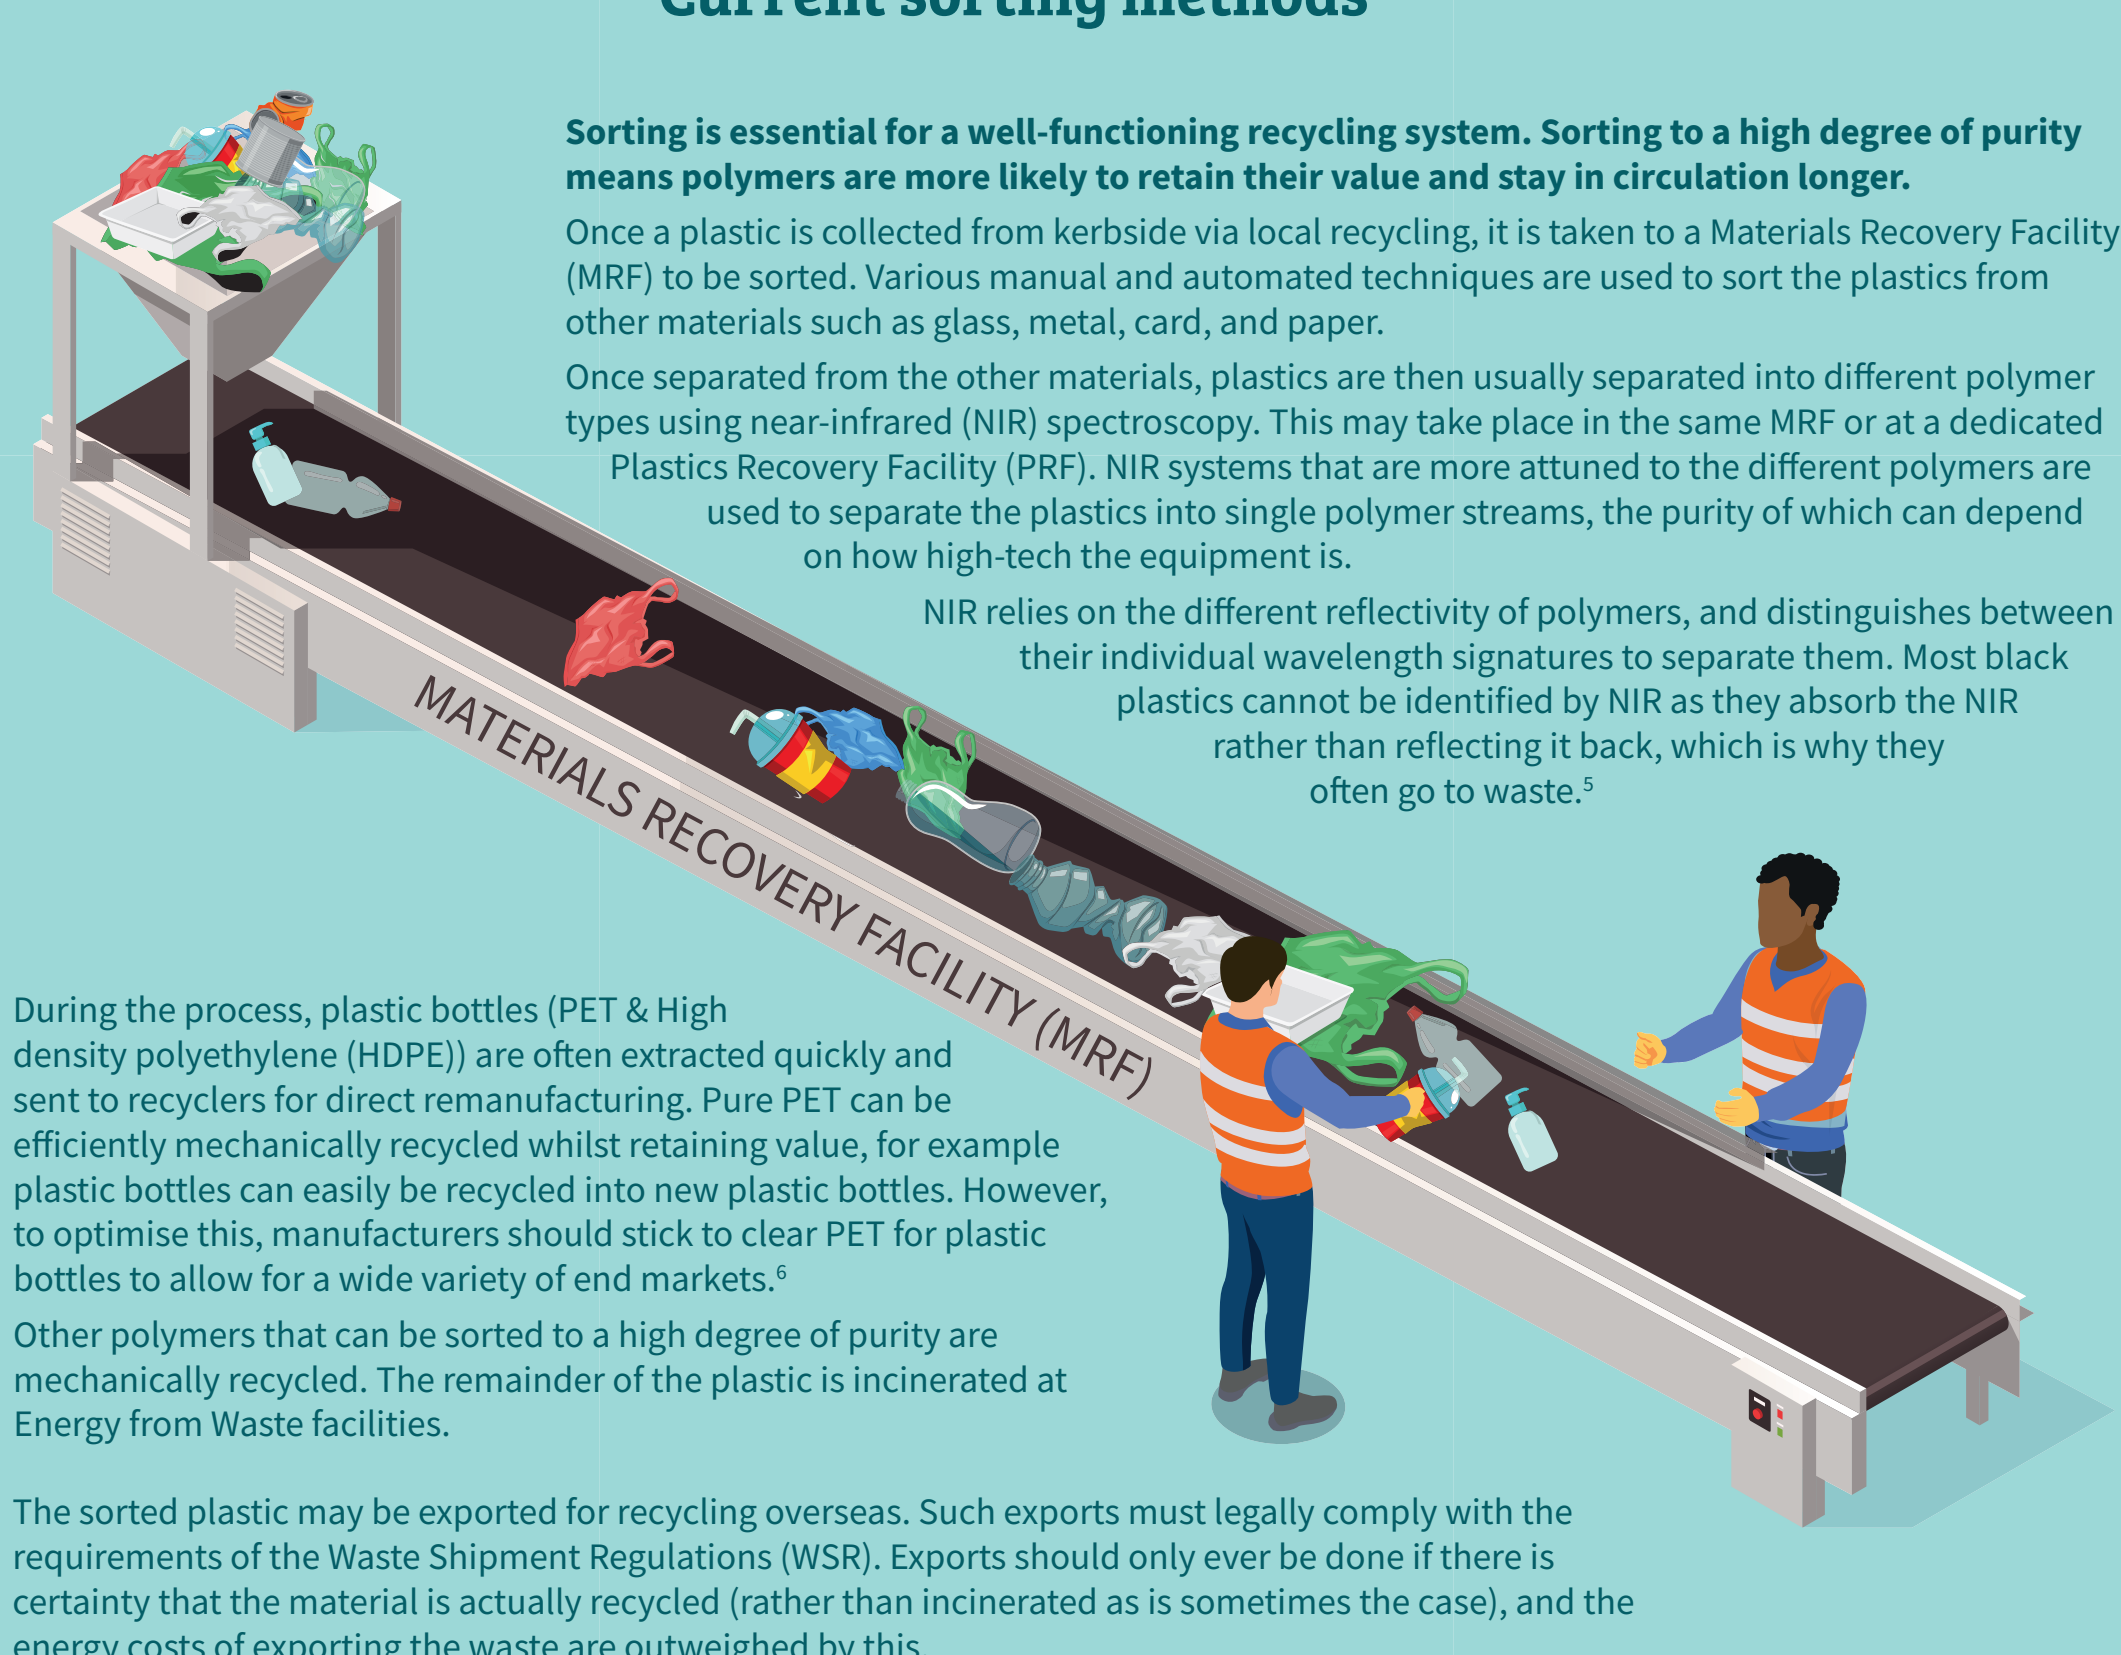 Current sorting methods
Sorting is essential for a well-functioning recycling system. Sorting to a high degree of purity
means polymers are more likely to retain their value and stay in circulation longer.
Once a plastic is collected from kerbside via local recycling, it is taken to a Materials Recovery Facility
(MRF) to be sorted. Various manual and automated techniques are used to sort the plastics from
other materials such as glass, metal, card, and paper.
Once separated from the other materials, plastics are then usually separated into different polymer
types using near-infrared (NIR) spectroscopy. This may take place in the same MRF or at a dedicated
Plastics Recovery Facility (PRF). NIR systems that are more attuned to the different polymers are
used to separate the plastics into single polymer streams, the purity of which can depend
on how high-tech the equipment is.
NIR relies on the different reflectivity of polymers, and distinguishes between
their individual wavelength signatures to separate them. Most black
plastics cannot be identified by NIR as they absorb the NIR
rather than reflecting it back, which is why they
often go to waste.⁵
MATERIALS RECOVERY FACILITY (MRF)
During the process, plastic bottles (PET & High
density polyethylene (HDPE)) are often extracted quickly and
sent to recyclers for direct remanufacturing. Pure PET can be
efficiently mechanically recycled whilst retaining value, for example
plastic bottles can easily be recycled into new plastic bottles. However,
to optimise this, manufacturers should stick to clear PET for plastic
bottles to allow for a wide variety of end markets.⁶
Other polymers that can be sorted to a high degree of purity are
mechanically recycled. The remainder of the plastic is incinerated at
Energy from Waste facilities.
The sorted plastic may be exported for recycling overseas. Such exports must legally comply with the
requirements of the Waste Shipment Regulations (WSR). Exports should only ever be done if there is
certainty that the material is actually recycled (rather than incinerated as is sometimes the case), and the
energy costs of exporting the waste are outweighed by this.